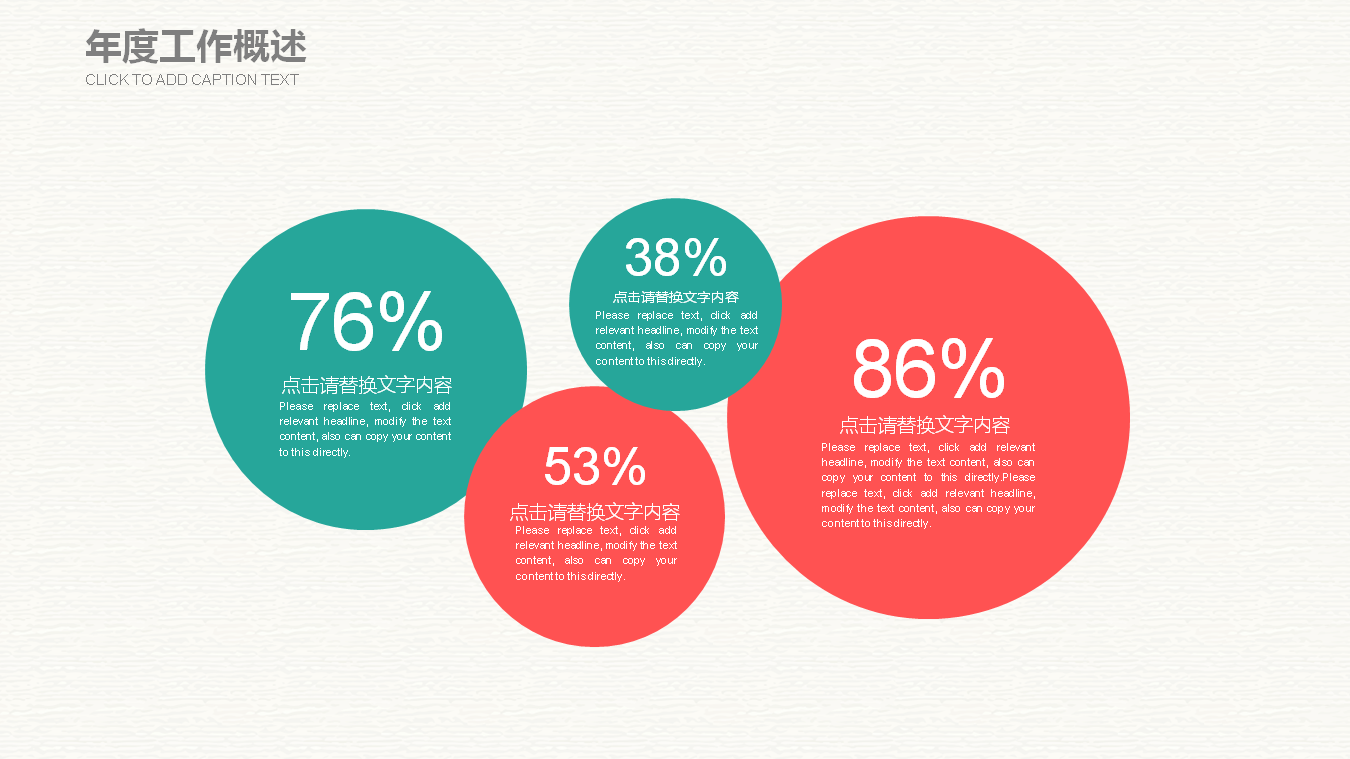 年度工作概述
CLICK TO ADD CAPTION TEXT
76%
点击请替换文字内容
Please replace text, click add
relevant headline, modify the text
content, also can copy your content
to this directly.
38%
点击请替换文字内容
Please replace text, click add
relevant headline, modify the text
content, also can copy your
content to this directly.
53%
点击请替换文字内容
Please replace text, click add
relevant headline, modify the text
content, also can copy your
content to this directly.
86%
点击请替换文字内容
Please replace text, click add relevant
headline, modify the text content, also can
copy your content to this directly.Please
replace text, click add relevant headline,
modify the text content, also can copy your
content to this directly.